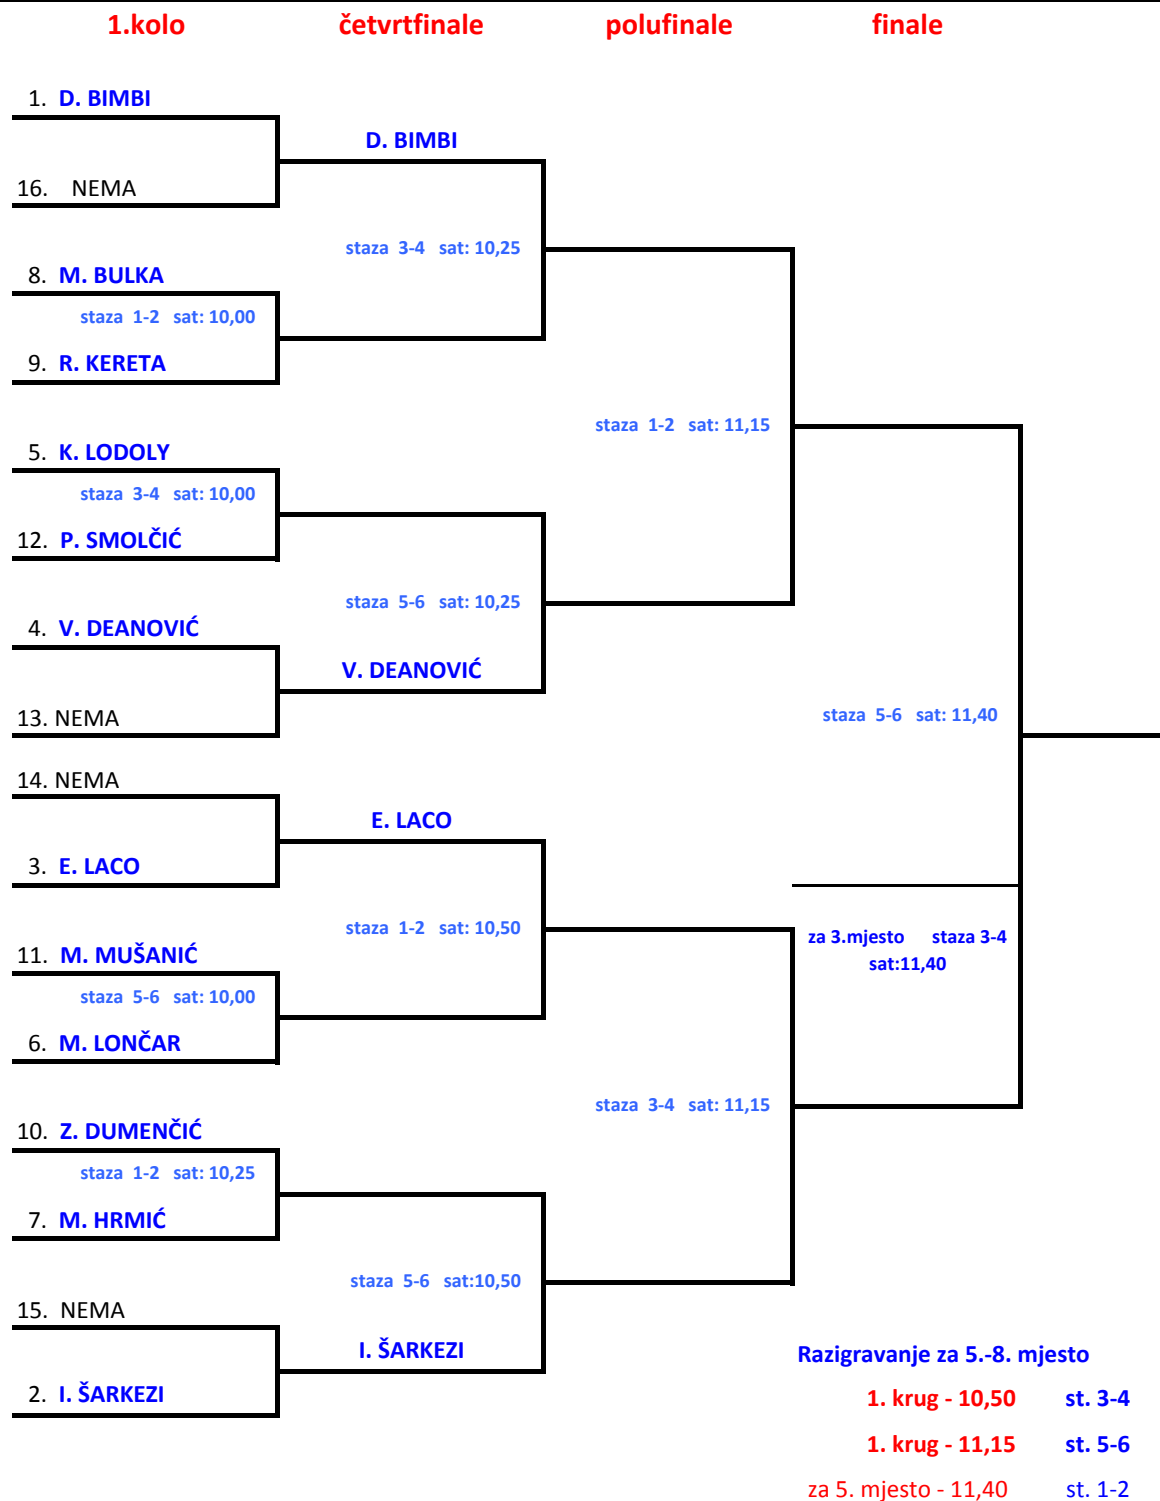 1.kolo četvrtfinale polufinale finale
1. D. BIMBI
D. BIMBI
16. NEMA
staza 3-4 sat: 10,25
8. M. BULKA
staza 1-2 sat: 10,00
9. R. KERETA
staza 1-2 sat: 11,15
5. K. LODOLY
staza 3-4 sat: 10,00
12. P. SMOLČIĆ
staza 5-6 sat: 10,25
4. V. DEANOVIĆ
V. DEANOVIĆ
13. NEMA
staza 5-6 sat: 11,40
14. NEMA
E. LACO
3. E. LACO
staza 1-2 sat: 10,50
za 3.mjesto staza 3-4
sat:11,40
11. M. MUŠANIĆ
staza 5-6 sat: 10,00
6. M. LONČAR
staza 3-4 sat: 11,15
10. Z. DUMENČIĆ
staza 1-2 sat: 10,25
7. M. HRMIĆ
staza 5-6 sat:10,50
15. NEMA
I. ŠARKEZI
2. I. ŠARKEZI
Razigravanje za 5.-8. mjesto
1. krug - 10,50 st. 3-4
1. krug - 11,15 st. 5-6
za 5. mjesto - 11,40 st. 1-2